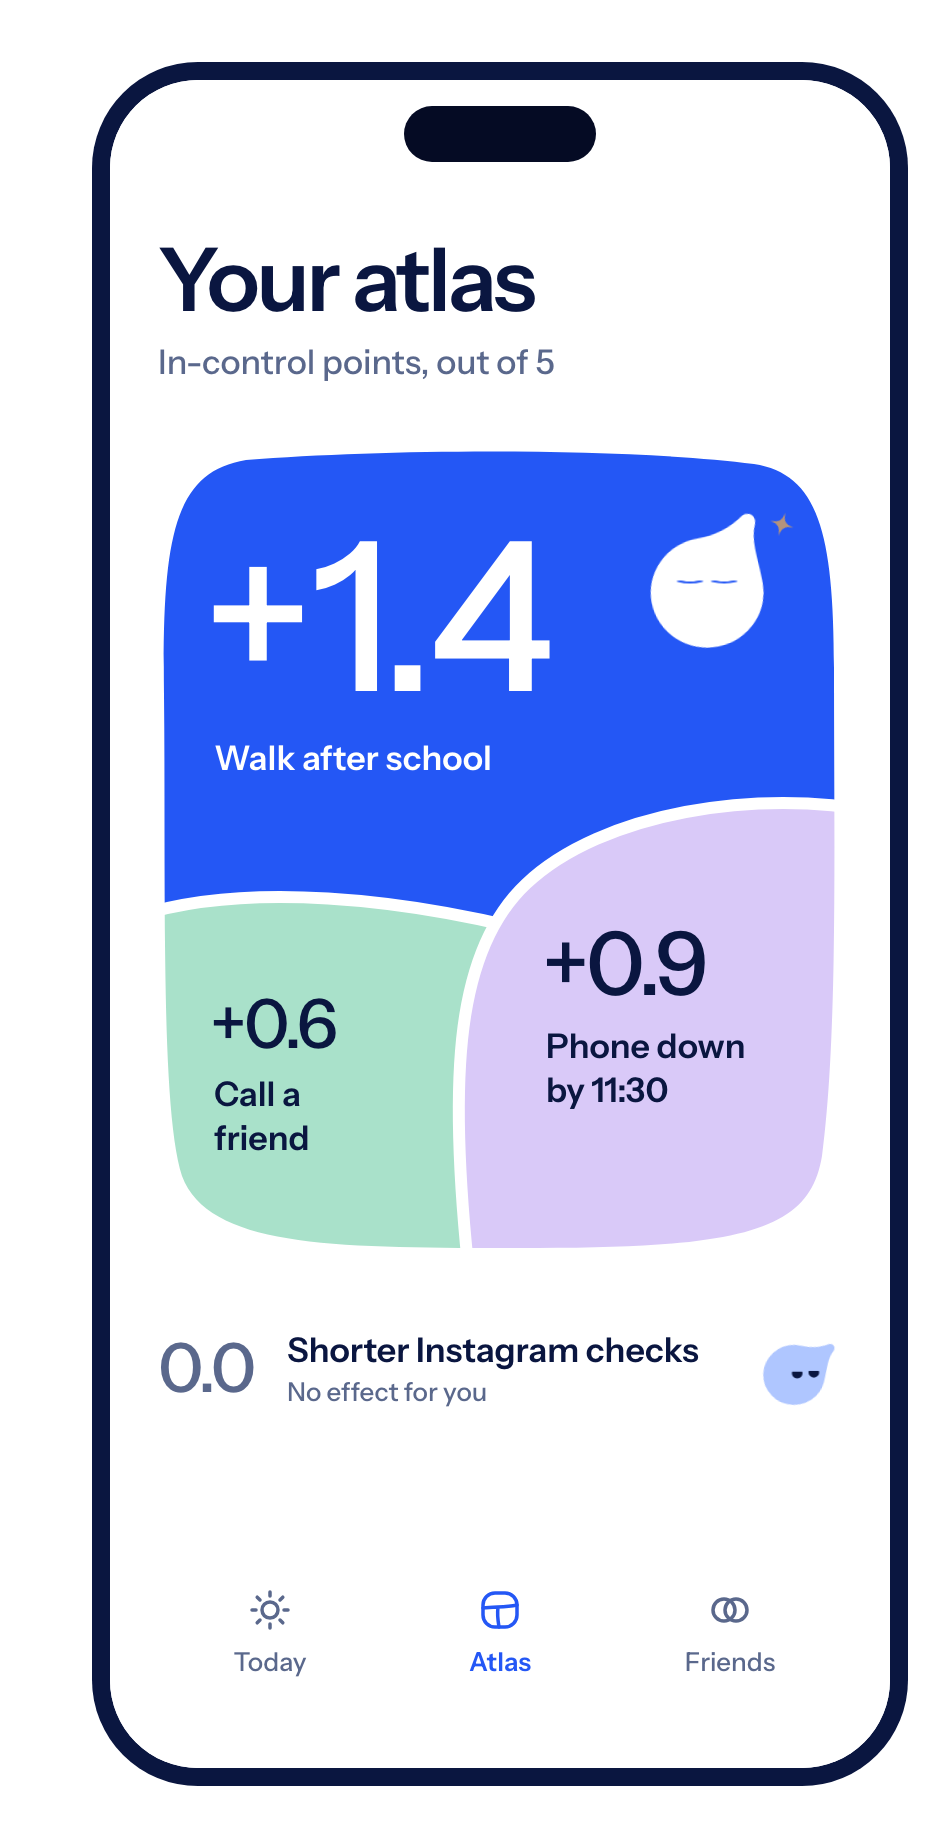 Your atlas
In-control points, out of 5
+1.4
Walk after school
+0.9
Phone down
by 11:30
+0.6
Call a
friend
0.0
Shorter Instagram checks
No effect for you
Today
Atlas
Friends